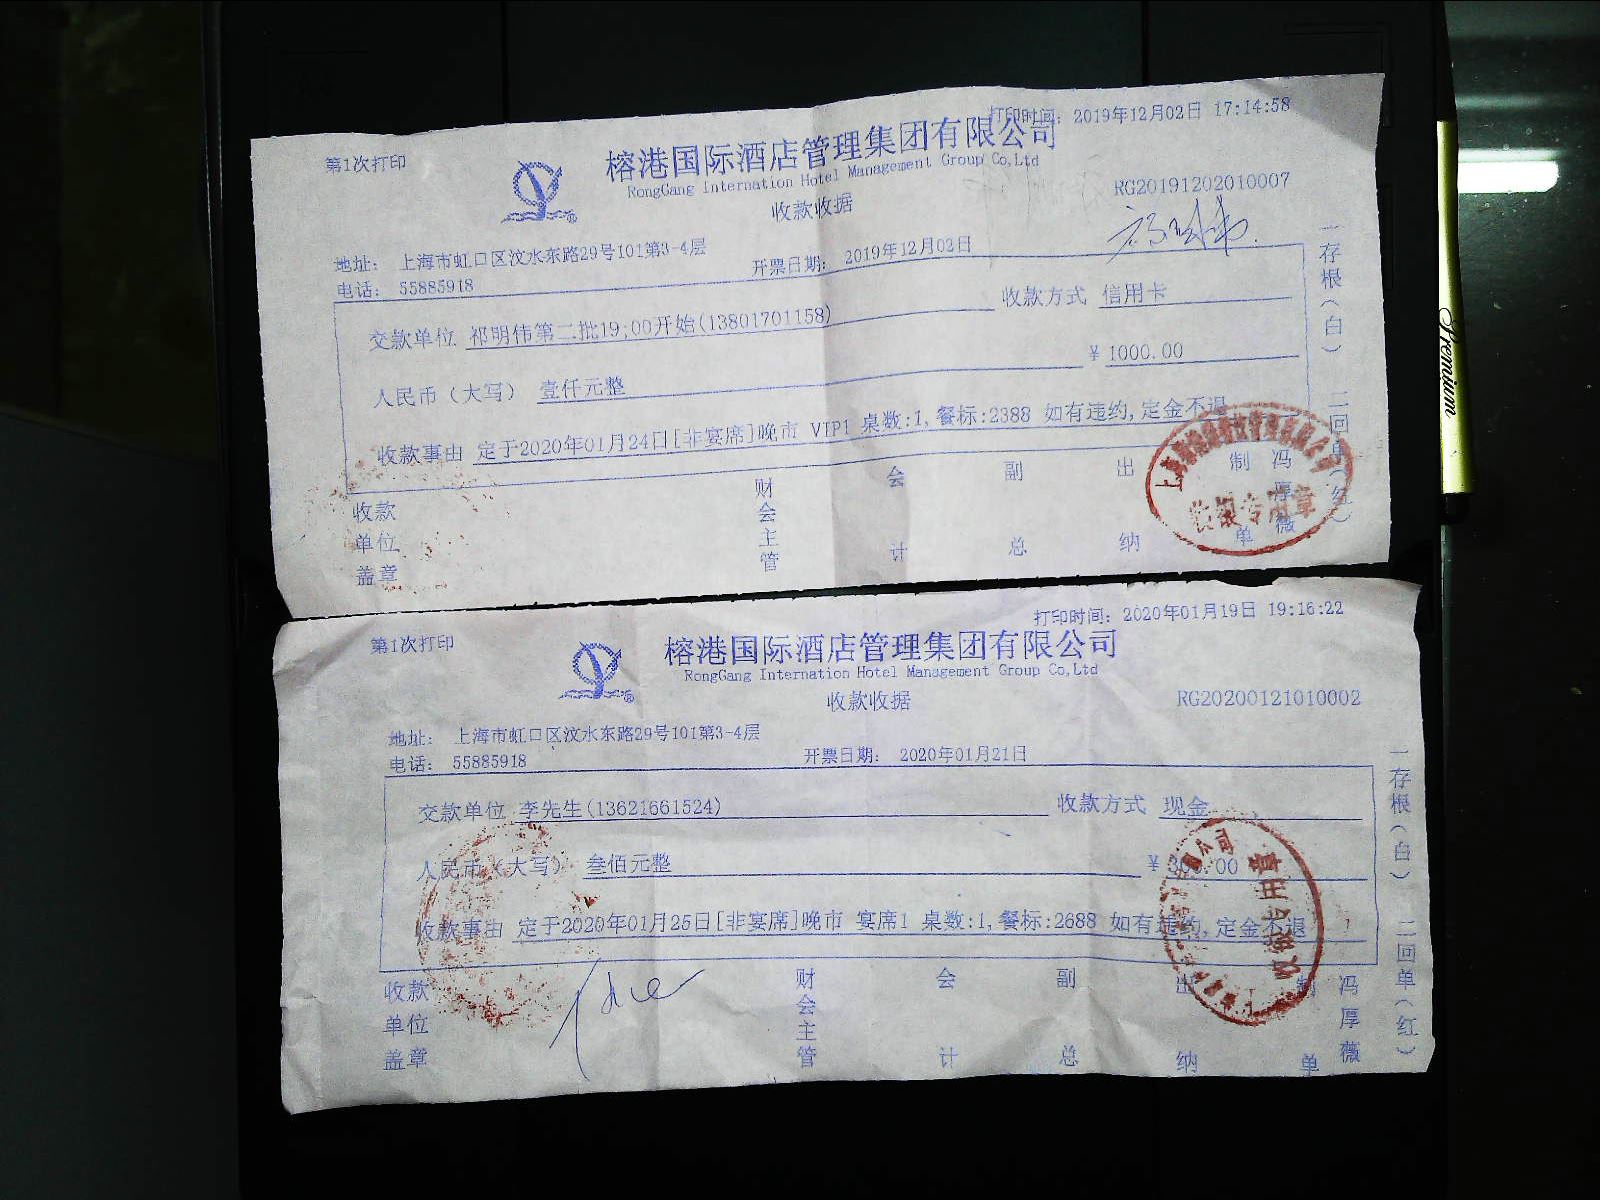 第1次打印
打印时间: 2019年12月02日 17:14:58
榕港国际酒店管理集团有限公司
RongGang Internation Hotel Management Group Co,Ltd
收款收据
RG20191202010007
地址: 上海市虹口区汶水东路29号101第3-4层
电话: 55885918
开票日期: 2019年12月02日
交款单位 祁明伟第二批19;00开始(13801701158)
收款方式 信用卡
人民币(大写) 壹仟元整
¥ 1000.00
收款事由 定于2020年01月24日[非宴席]晚市 VIP1 桌数:1,餐标:2388 如有违约,定金不退
收款单位盖章
财会主管
会计
副总
出纳
制单
冯厚薇
一存根(白) 二回单(红)
收银专用章
Premium
第1次打印
打印时间: 2020年01月19日 19:16:22
榕港国际酒店管理集团有限公司
RongGang Internation Hotel Management Group Co,Ltd
收款收据
RG20200121010002
地址: 上海市虹口区汶水东路29号101第3-4层
电话: 55885918
开票日期: 2020年01月21日
交款单位 李先生(13621661524)
收款方式 现金
人民币(大写) 叁佰元整
¥ 300.00
收款事由 定于2020年01月25日[非宴席]晚市 宴席1 桌数:1,餐标:2688 如有违约,定金不退
收款单位盖章
财会主管
会计
副总
出纳
制单
冯厚薇
一存根(白) 二回单(红)
收银专用章